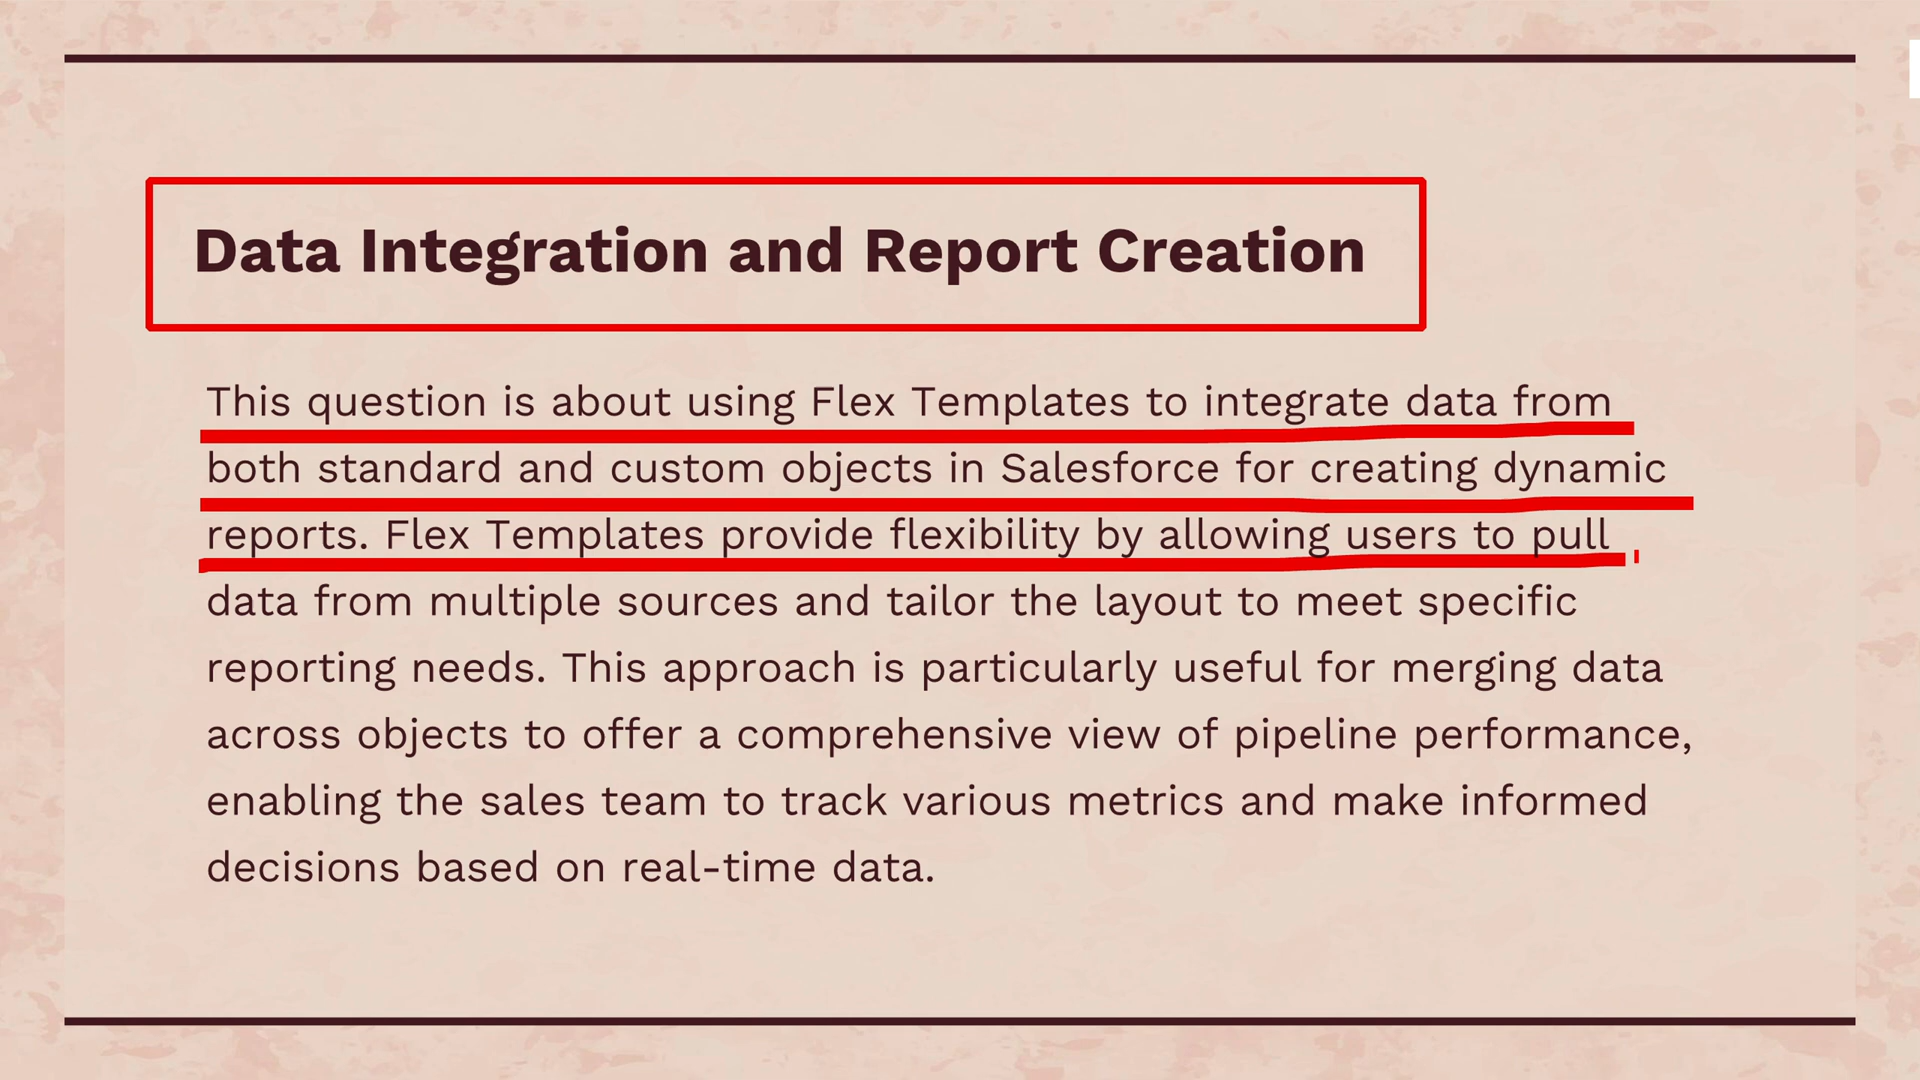 Data Integration and Report Creation
This question is about using Flex Templates to integrate data from
both standard and custom objects in Salesforce for creating dynamic
reports. Flex Templates provide flexibility by allowing users to pull
data from multiple sources and tailor the layout to meet specific
reporting needs. This approach is particularly useful for merging data
across objects to offer a comprehensive view of pipeline performance,
enabling the sales team to track various metrics and make informed
decisions based on real-time data.